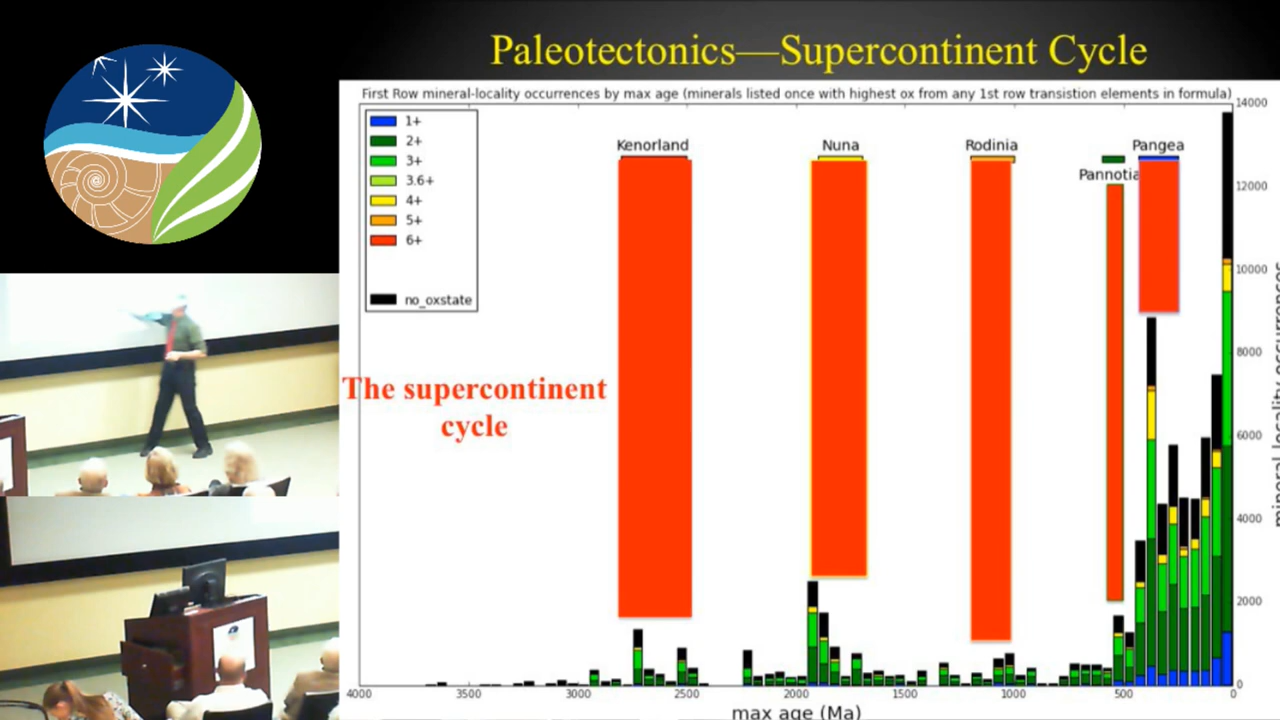 Paleotectonics—Supercontinent Cycle
First Row mineral-locality occurrences by max age (minerals listed once with highest ox from any 1st row transistion elements in formula)
1+
2+
3+
3.6+
4+
5+
6+
no_oxstate
Kenorland
Nuna
Rodinia
Pangea
Pannotia
The supercontinent
cycle
14000
12000
10000
8000
6000
4000
2000
0
mineral-locality occurrences
4000 3500 3000 2500 2000 1500 1000 500 0
max age (Ma)